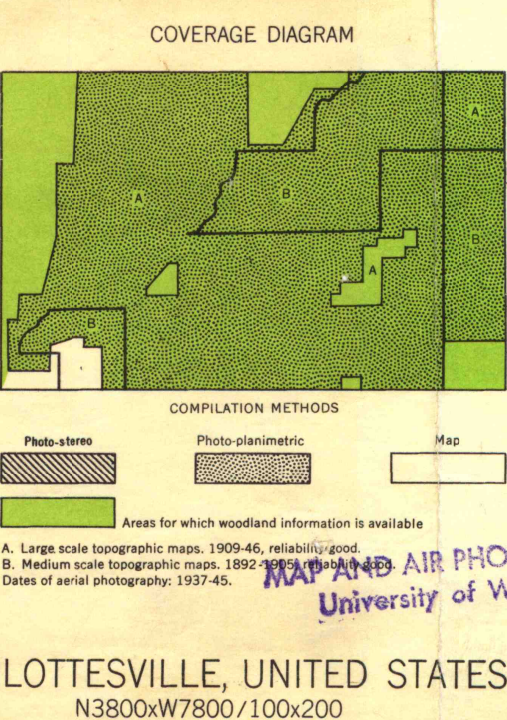 COVERAGE DIAGRAM
A
A
B
B
A
B
COMPILATION METHODS
Photo-stereo Photo-planimetric Map
Areas for which woodland information is available
A. Large scale topographic maps. 1909-46, reliability good.
B. Medium scale topographic maps. 1892-1905, reliability good.
Dates of aerial photography: 1937-45.
MAP AND AIR PHO
University of W
LOTTESVILLE, UNITED STATES
N3800xW7800/100x200